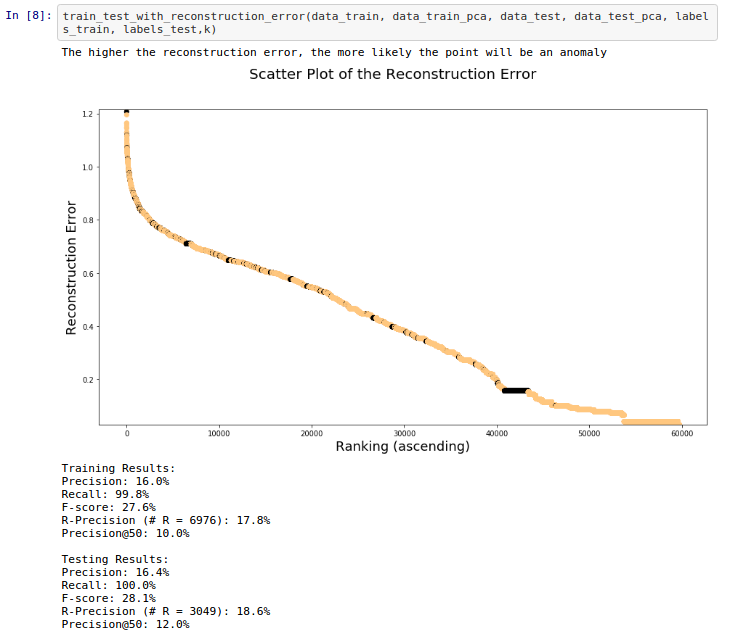 In [8]: train_test_with_reconstruction_error(data_train, data_train_pca, data_test, data_test_pca, label
s_train, labels_test,k)
The higher the reconstruction error, the more likely the point will be an anomaly
Scatter Plot of the Reconstruction Error
1.2
1.0
0.8
0.6
0.4
0.2
Reconstruction Error
0 10000 20000 30000 40000 50000 60000
Ranking (ascending)
Training Results:
Precision: 16.0%
Recall: 99.8%
F-score: 27.6%
R-Precision (# R = 6976): 17.8%
Precision@50: 10.0%
Testing Results:
Precision: 16.4%
Recall: 100.0%
F-score: 28.1%
R-Precision (# R = 3049): 18.6%
Precision@50: 12.0%